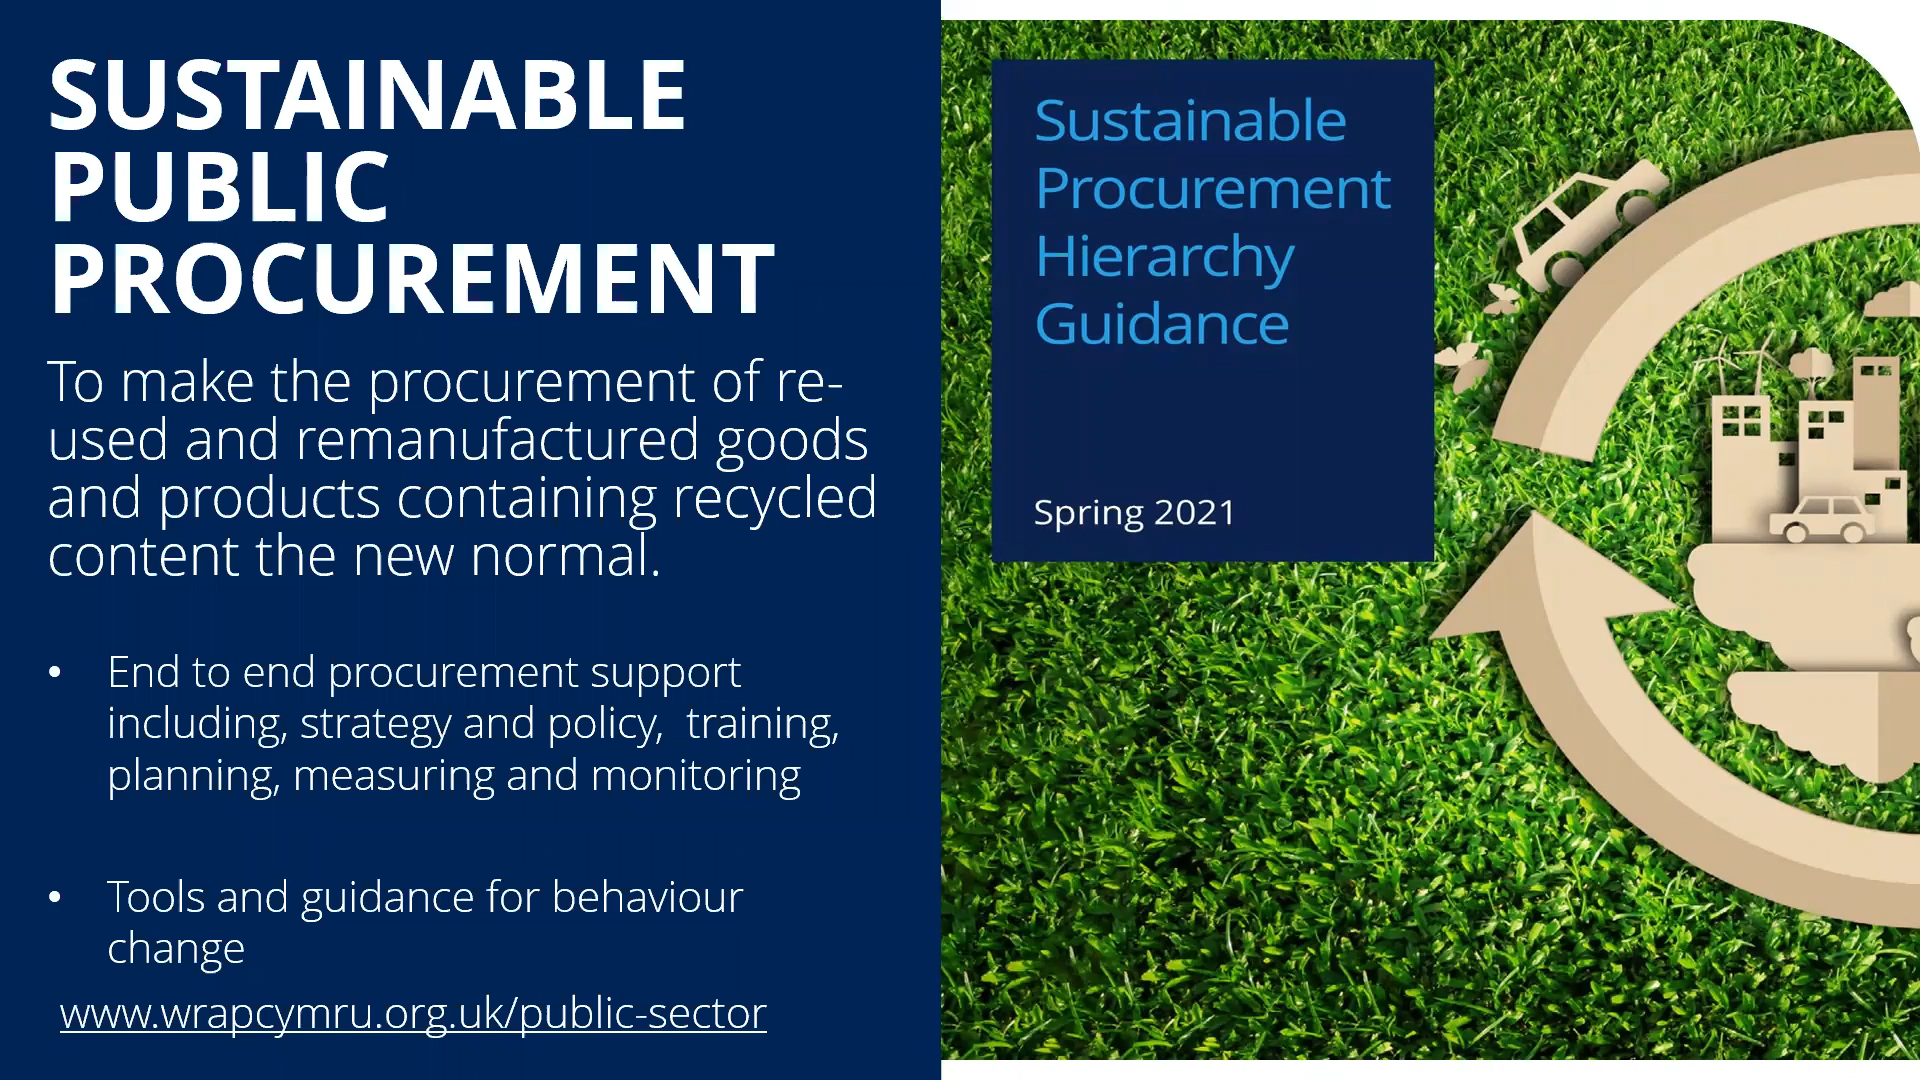 SUSTAINABLE
PUBLIC
PROCUREMENT
To make the procurement of re-
used and remanufactured goods
and products containing recycled
content the new normal.
• End to end procurement support
including, strategy and policy,  training,
planning, measuring and monitoring
• Tools and guidance for behaviour
change
www.wrapcymru.org.uk/public-sector
Sustainable
Procurement
Hierarchy
Guidance
Spring 2021